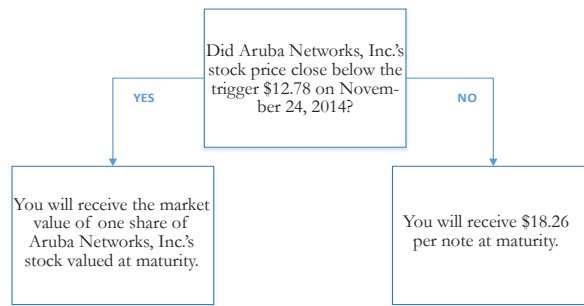 Did Aruba Networks, Inc.'s
stock price close below the
trigger $12.78 on Novem-
ber 24, 2014?
YES
NO
You will receive the market
value of one share of
Aruba Networks, Inc.'s
stock valued at maturity.
You will receive $18.26
per note at maturity.